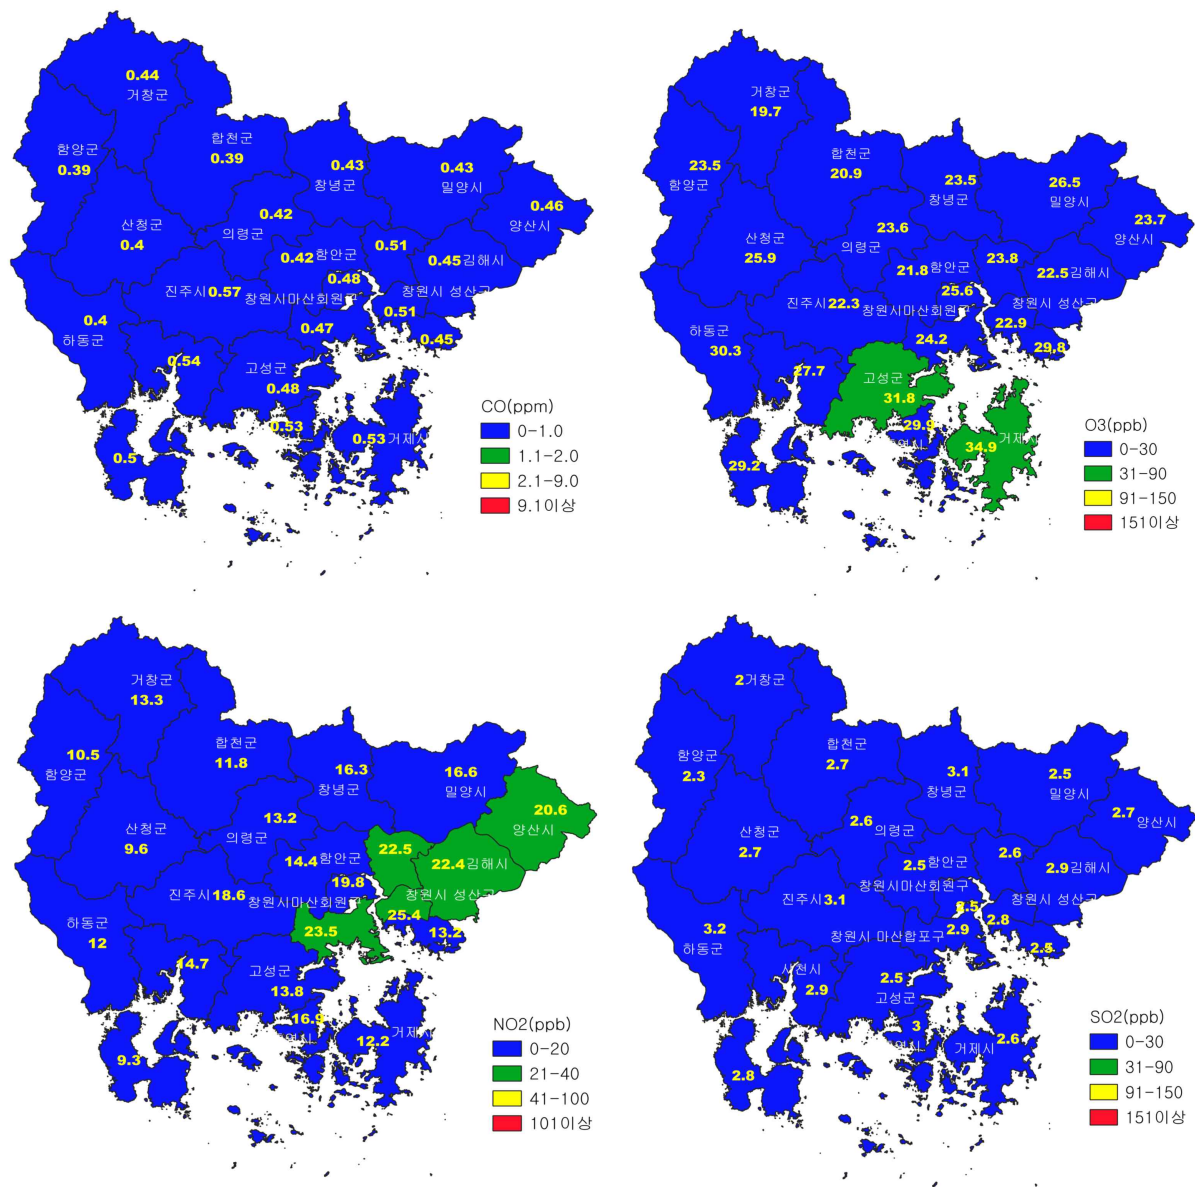 0.44
거창군
합천군
0.39
함양군
0.39
0.43
창녕군
0.43
밀양시
0.46
양산시
산청군
0.4
0.42
의령군
0.42함안군
0.51
0.45김해시
0.48
진주시0.57
창원시마산회원구
창원시 성산구
0.51
0.4
하동군
0.47
0.45
0.54
고성군
0.48
0.53
0.53거제시
0.5
CO(ppm)
0-1.0
1.1-2.0
2.1-9.0
9.10이상
거창군
19.7
합천군
20.9
23.5
함양군
23.5
창녕군
26.5
밀양시
23.7
양산시
산청군
25.9
23.6
의령군
21.8함안군
23.8
22.5김해시
25.6
진주시22.3
창원시마산회원구
창원시 성산구
22.9
하동군
30.3
24.2
29.8
27.7
고성군
31.8
29.9
34.9
거제시
29.2
O3(ppb)
0-30
31-90
91-150
151이상
거창군
13.3
합천군
11.8
10.5
함양군
16.3
창녕군
16.6
밀양시
20.6
양산시
산청군
9.6
13.2
의령군
14.4함안군
22.5
22.4김해시
19.8
진주시18.6
창원시마산회원구
창원시 성산구
25.4
하동군
12
23.5
13.2
14.7
고성군
13.8
16.9
12.2
거제시
9.3
NO2(ppb)
0-20
21-40
41-100
101이상
2거창군
합천군
2.7
함양군
2.3
3.1
창녕군
2.5
밀양시
2.7
양산시
산청군
2.7
2.6
의령군
2.5함안군
2.6
2.9김해시
창원시마산회원구
진주시3.1
2.5
창원시 성산구
2.8
3.2
하동군
창원시 마산합포구
2.9
2.5
사천시
2.9
2.5
고성군
3
거제시
2.6
2.8
SO2(ppb)
0-30
31-90
91-150
151이상